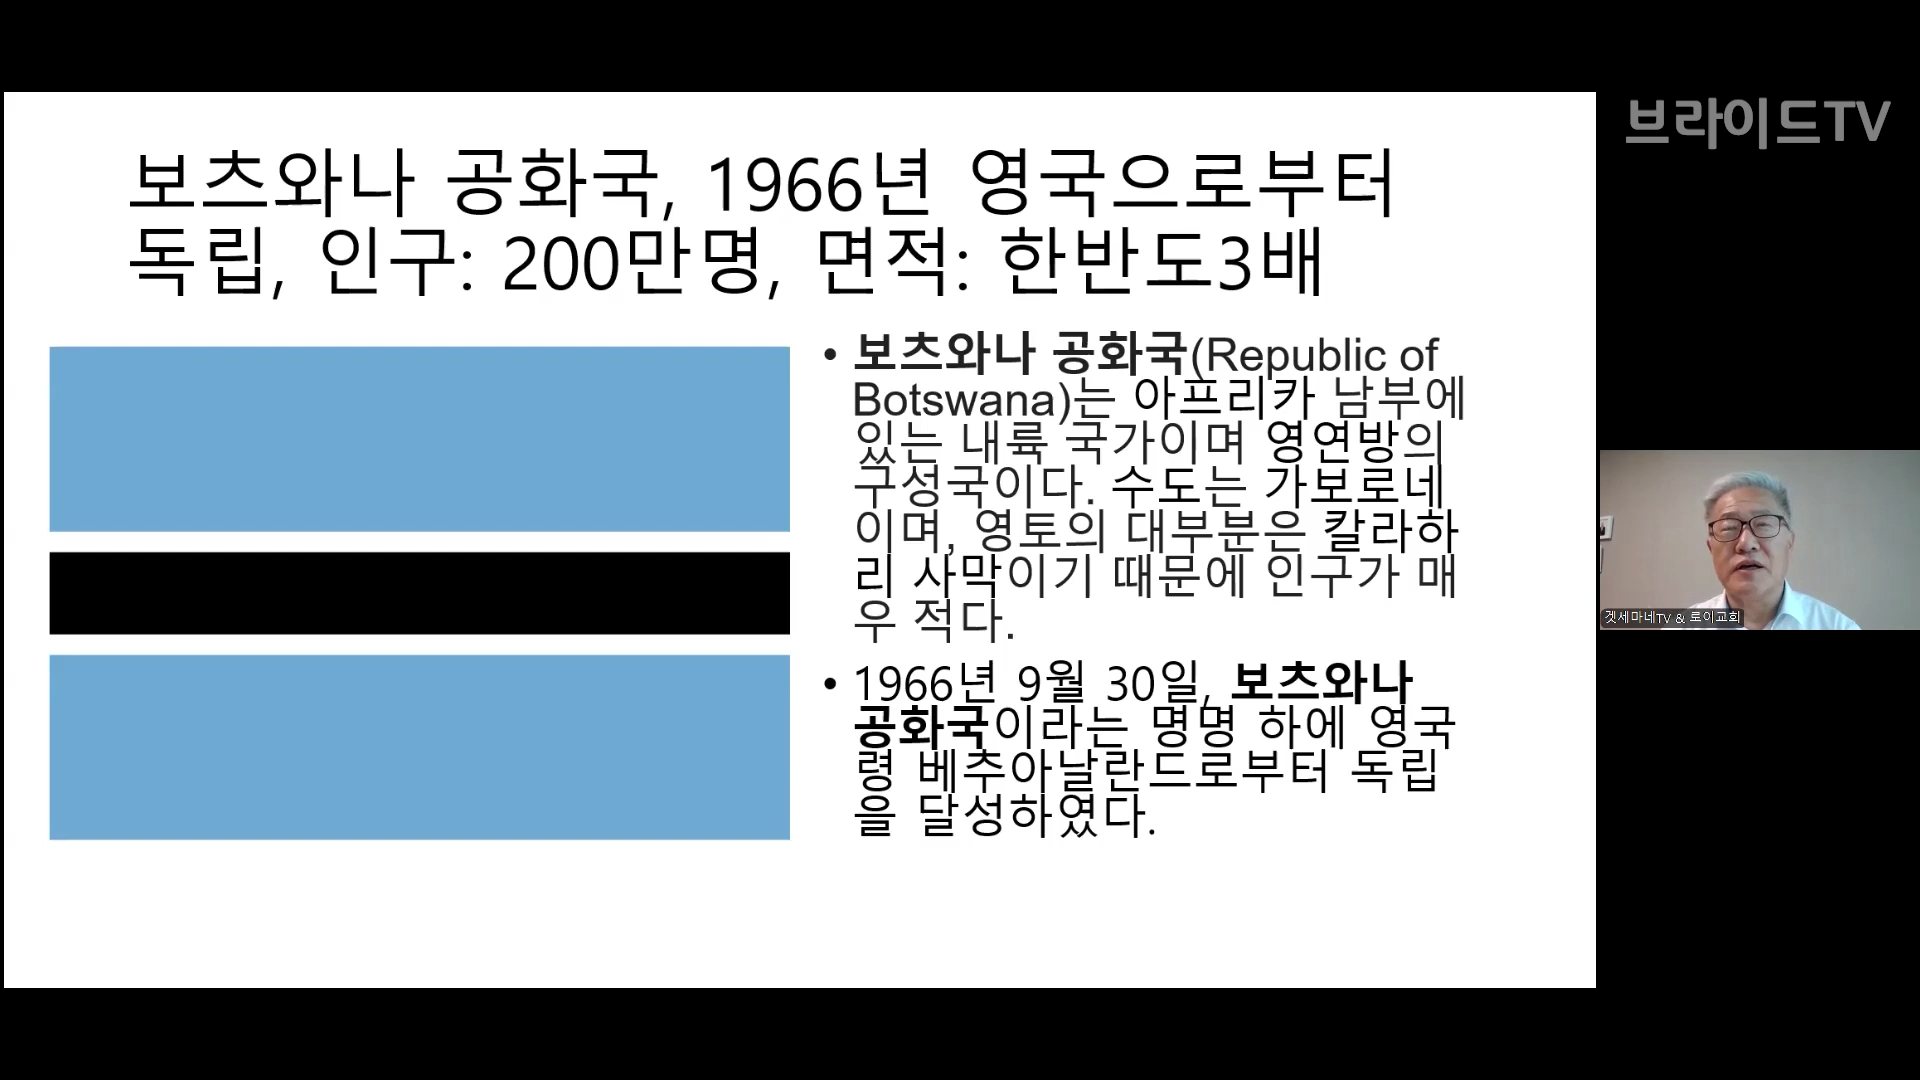 브라이드TV
보츠와나 공화국, 1966년 영국으로부터
독립, 인구: 200만명, 면적: 한반도3배
• 보츠와나 공화국(Republic of
Botswana)는 아프리카 남부에
있는 내륙 국가이며 영연방의
구성국이다. 수도는 가보로네
이며, 영토의 대부분은 칼라하
리 사막이기 때문에 인구가 매
우 적다.
• 1966년 9월 30일, 보츠와나
공화국이라는 명명 하에 영국
령 베추아날란드로부터 독립
을 달성하였다.
겟세마네TV & 로이교회